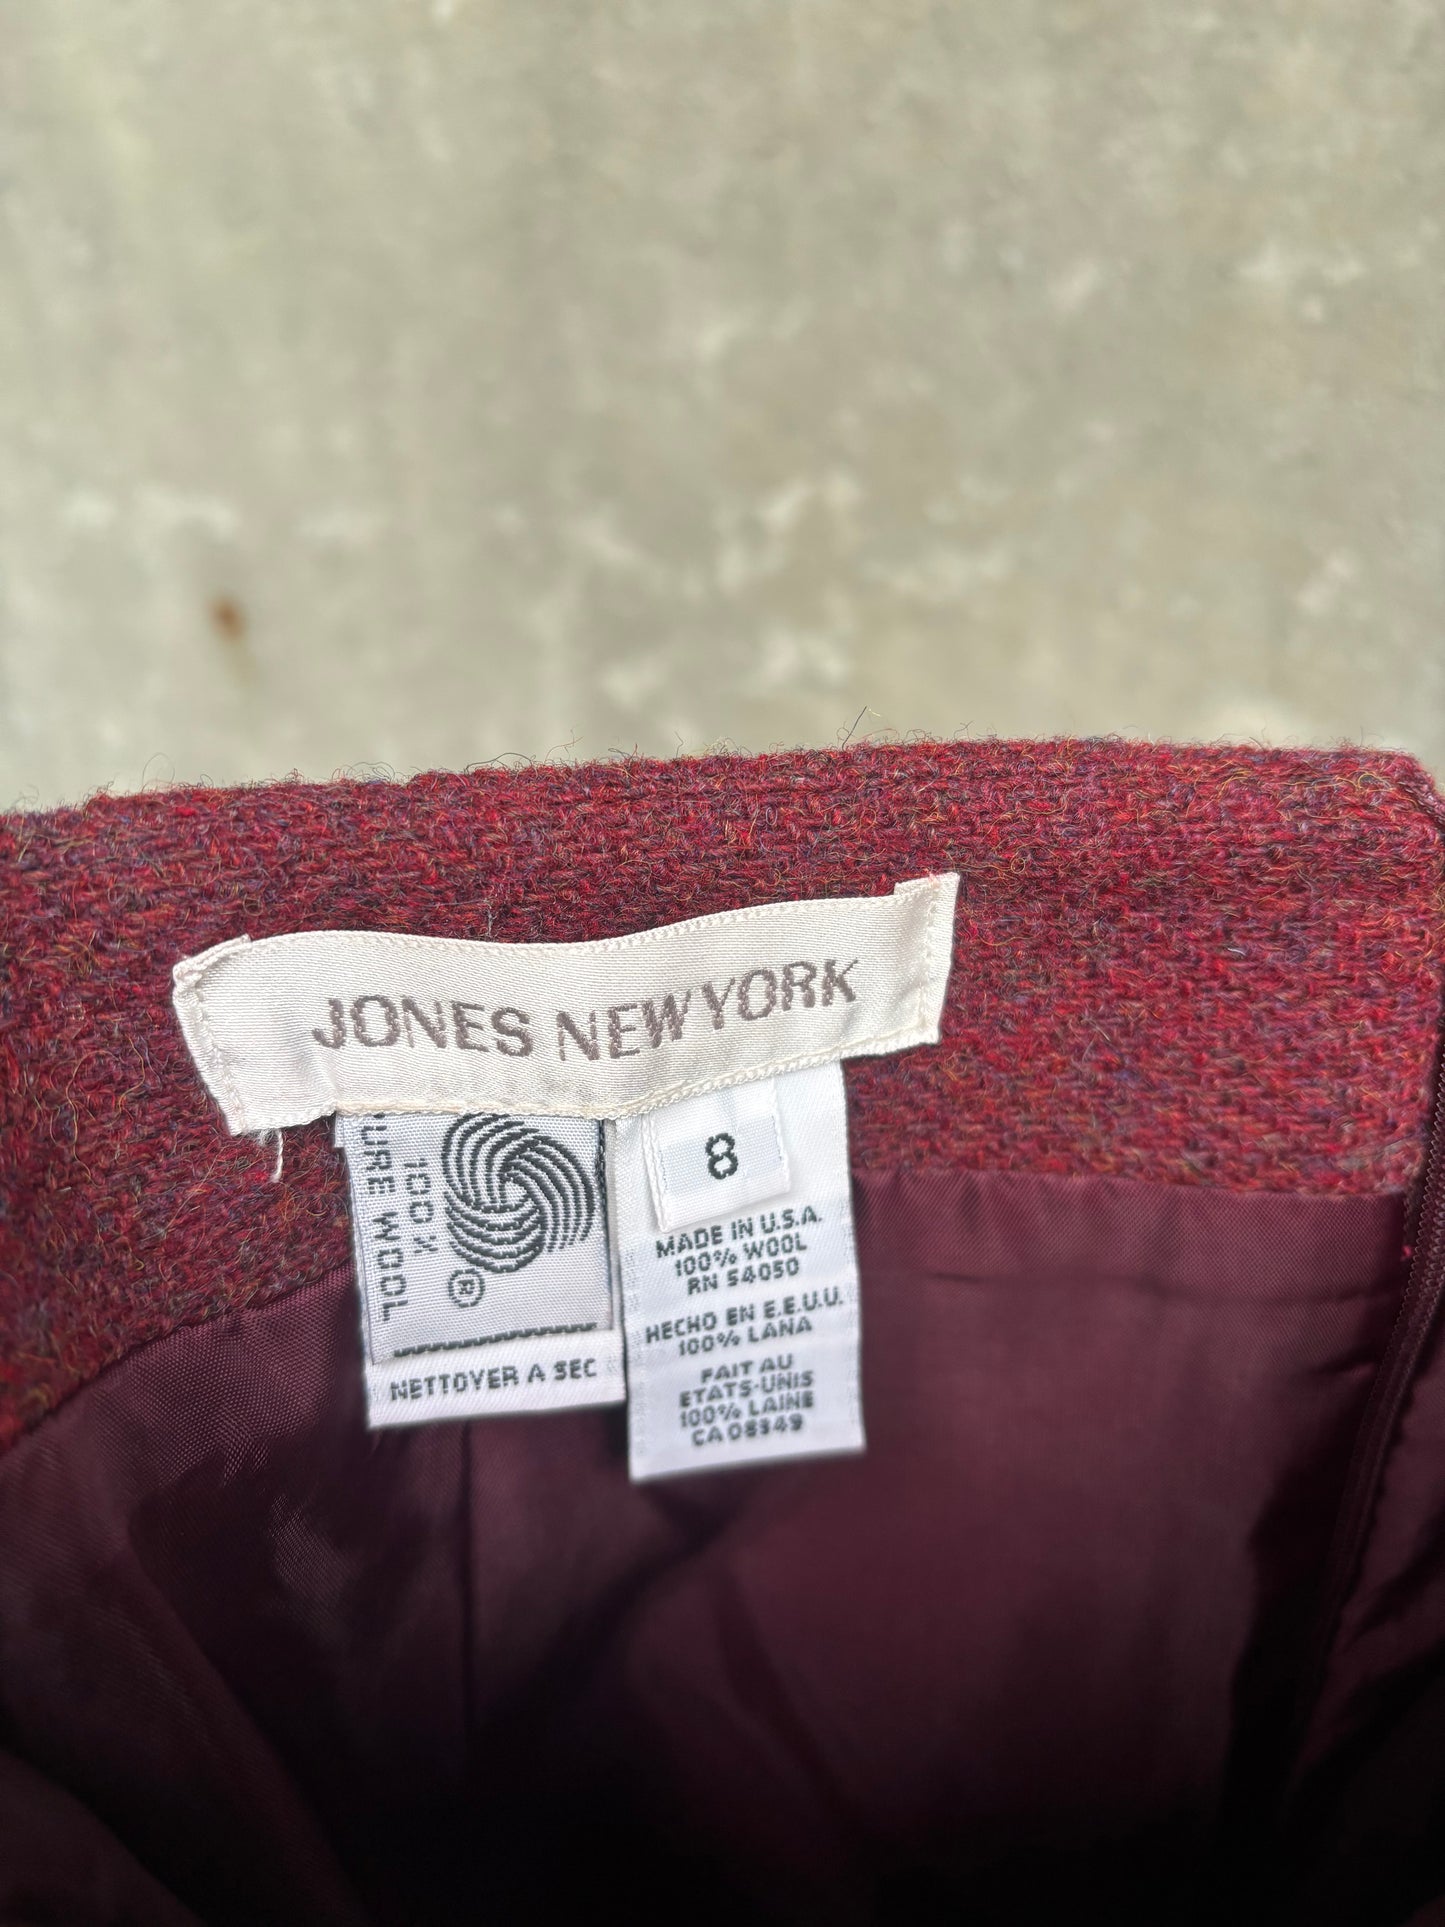 JONES NEW YORK
PURE WOOL
100%
®
NETTOYER A SEC
8
MADE IN U.S.A.
100% WOOL
RN 54050
HECHO EN E.E.U.U.
100% LANA
FAIT AU
ETATS-UNIS
100% LAINE
CA 08349